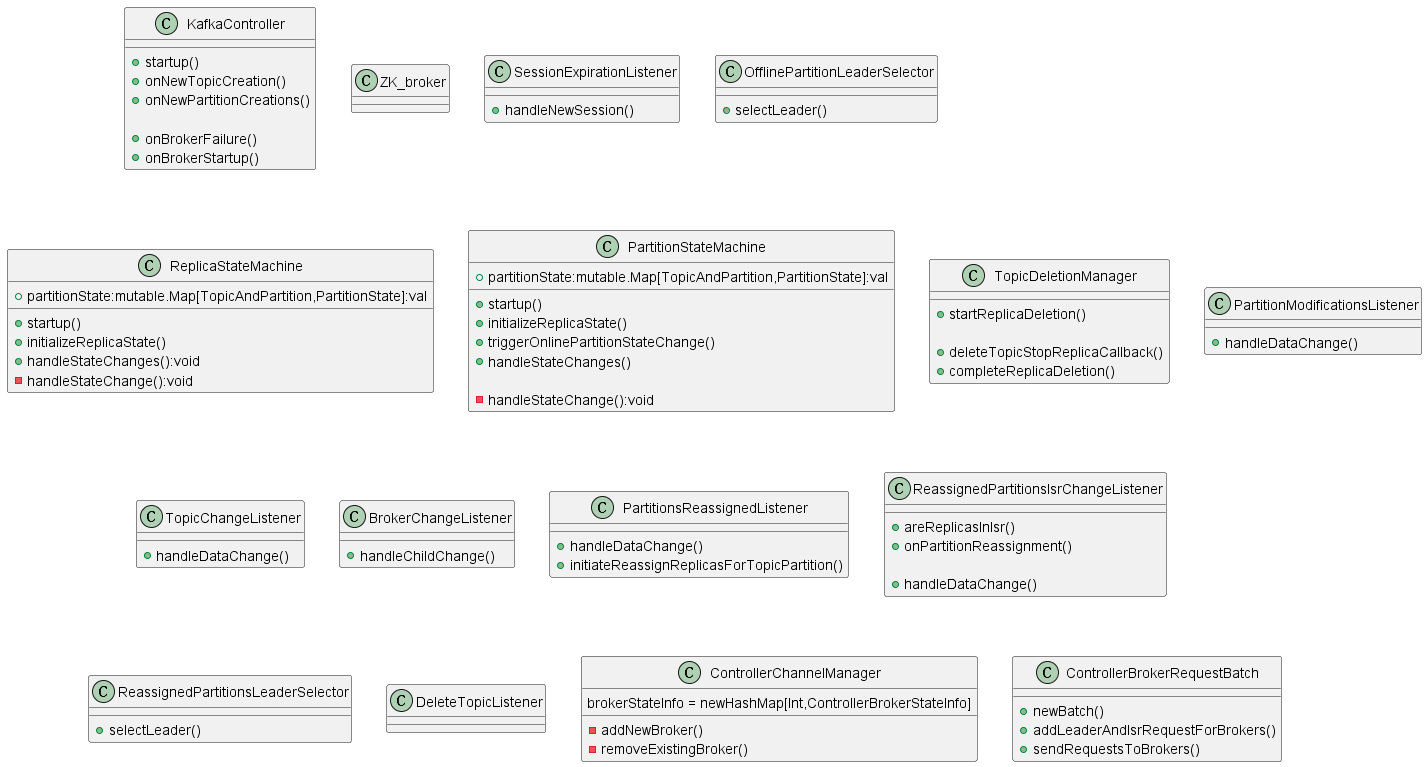 C KafkaController
startup()
onNewTopicCreation()
onNewPartitionCreations()
onBrokerFailure()
onBrokerStartup()
C ZK_broker
C SessionExpirationListener
handleNewSession()
C OfflinePartitionLeaderSelector
selectLeader()
C ReplicaStateMachine
partitionState:mutable.Map[TopicAndPartition,PartitionState]:val
startup()
initializeReplicaState()
handleStateChanges():void
handleStateChange():void
C PartitionStateMachine
partitionState:mutable.Map[TopicAndPartition,PartitionState]:val
startup()
initializeReplicaState()
triggerOnlinePartitionStateChange()
handleStateChanges()
handleStateChange():void
C TopicDeletionManager
startReplicaDeletion()
deleteTopicStopReplicaCallback()
completeReplicaDeletion()
C PartitionModificationsListener
handleDataChange()
C TopicChangeListener
handleDataChange()
C BrokerChangeListener
handleChildChange()
C PartitionsReassignedListener
handleDataChange()
initiateReassignReplicasForTopicPartition()
C ReassignedPartitionsIsrChangeListener
areReplicasInIsr()
onPartitionReassignment()
handleDataChange()
C ReassignedPartitionsLeaderSelector
selectLeader()
C DeleteTopicListener
C ControllerChannelManager
brokerStateInfo = newHashMap[Int,ControllerBrokerStateInfo]
addNewBroker()
removeExistingBroker()
C ControllerBrokerRequestBatch
newBatch()
addLeaderAndIsrRequestForBrokers()
sendRequestsToBrokers()